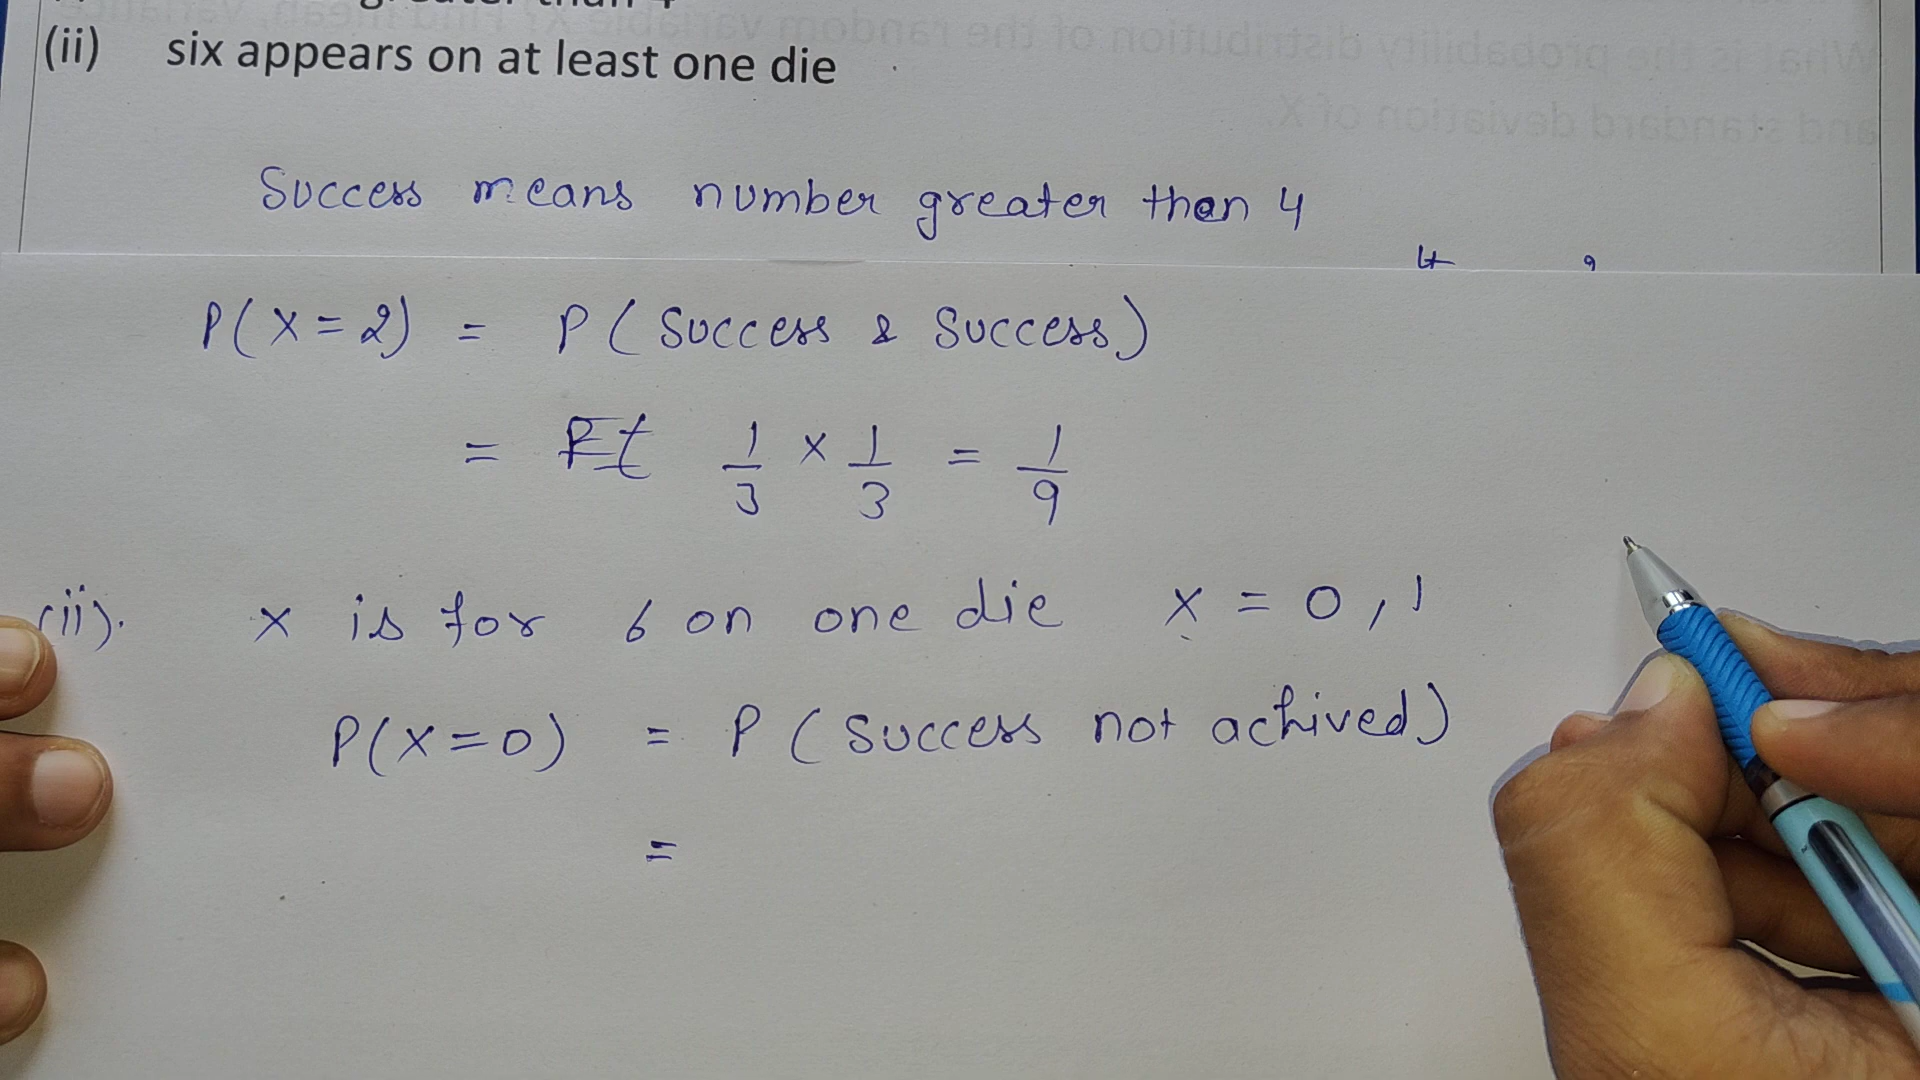 (ii) six appears on at least one die
Success means number greater than 4
P(X=2) = P(Success & Success)
= 1/3 × 1/3 = 1/9
(ii). X is for 6 on one die X = 0, 1
P(X=0) = P(Success not achived)
=